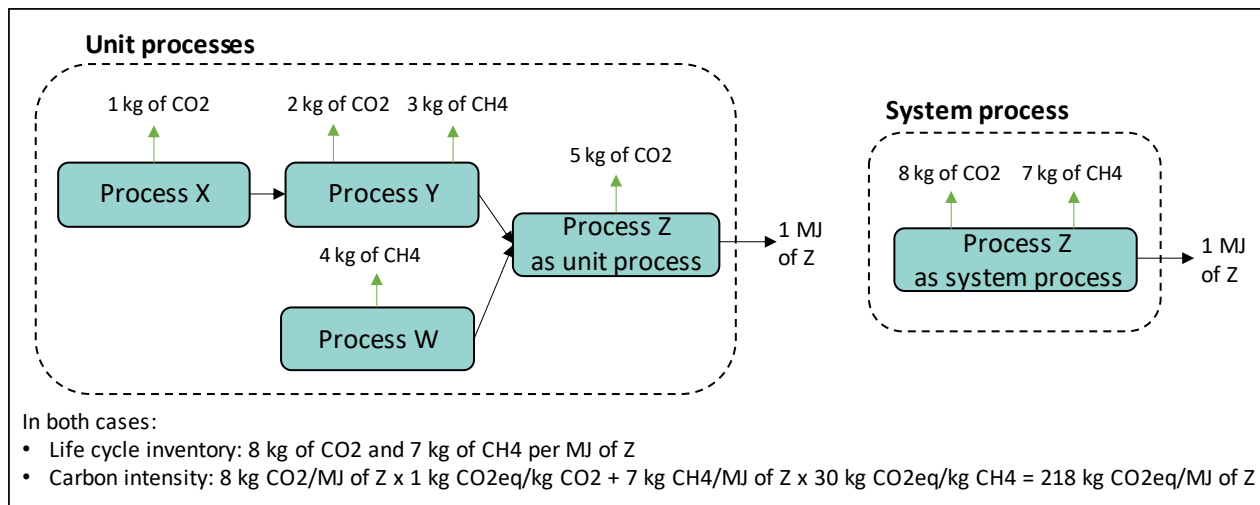 Unit processes
1 kg of CO2
2 kg of CO2
3 kg of CH4
5 kg of CO2
Process X
Process Y
4 kg of CH4
Process Z
as unit process
1 MJ
of Z
Process W
System process
8 kg of CO2
7 kg of CH4
Process Z
as system process
1 MJ
of Z
In both cases:
• Life cycle inventory: 8 kg of CO2 and 7 kg of CH4 per MJ of Z
• Carbon intensity: 8 kg CO2/MJ of Z x 1 kg CO2eq/kg CO2 + 7 kg CH4/MJ of Z x 30 kg CO2eq/kg CH4 = 218 kg CO2eq/MJ of Z